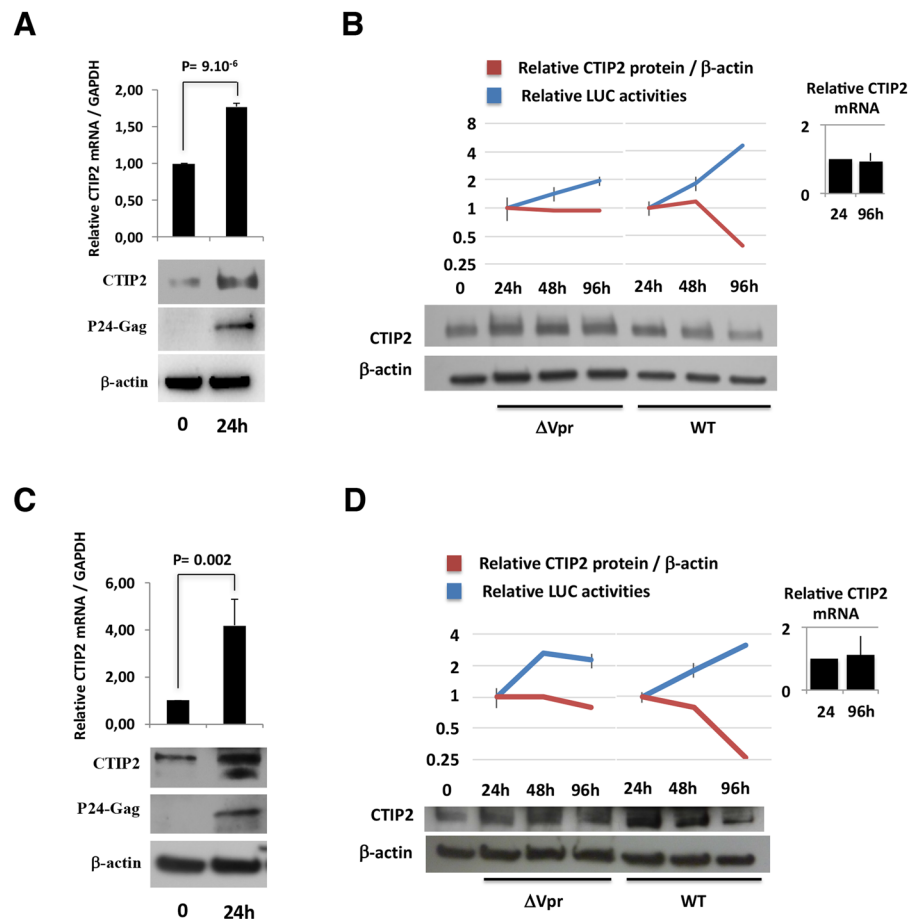 A
P= 9.10-6
Relative CTIP2 mRNA / GAPDH
2,00
1,50
1,00
0,50
0,00
CTIP2
P24-Gag
β-actin
0 24h
B
Relative CTIP2 protein / β-actin
Relative LUC activities
8
4
2
1
0.5
0.25
0 24h 48h 96h 24h 48h 96h
CTIP2
β-actin
ΔVpr WT
Relative CTIP2
mRNA
2
0
24 96h
C
P= 0.002
Relative CTIP2 mRNA / GAPDH
6,00
4,00
2,00
0,00
CTIP2
P24-Gag
β-actin
0 24h
D
Relative CTIP2 protein / β-actin
Relative LUC activities
4
2
1
0.5
0.25
0 24h 48h 96h 24h 48h 96h
CTIP2
β-actin
ΔVpr WT
Relative CTIP2
mRNA
2
0
24 96h